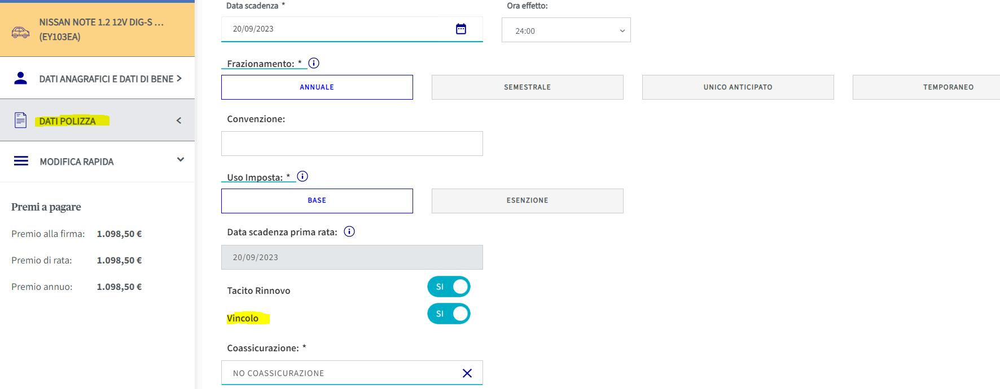 NISSAN NOTE 1.2 12V DIG-S ...
(EY103EA)
DATI ANAGRAFICI E DATI DI BENE
DATI POLIZZA
MODIFICA RAPIDA
Premi a pagare
Premio alla firma: 1.098,50 €
Premio di rata: 1.098,50 €
Premio annuo: 1.098,50 €
Data scadenza * Ora effetto:
20/09/2023 24:00
Frazionamento: *
ANNUALE SEMESTRALE UNICO ANTICIPATO TEMPORANEO
Convenzione:
Uso Imposta: *
BASE ESENZIONE
Data scadenza prima rata:
20/09/2023
Tacito Rinnovo SI
Vincolo SI
Coassicurazione: *
NO COASSICURAZIONE